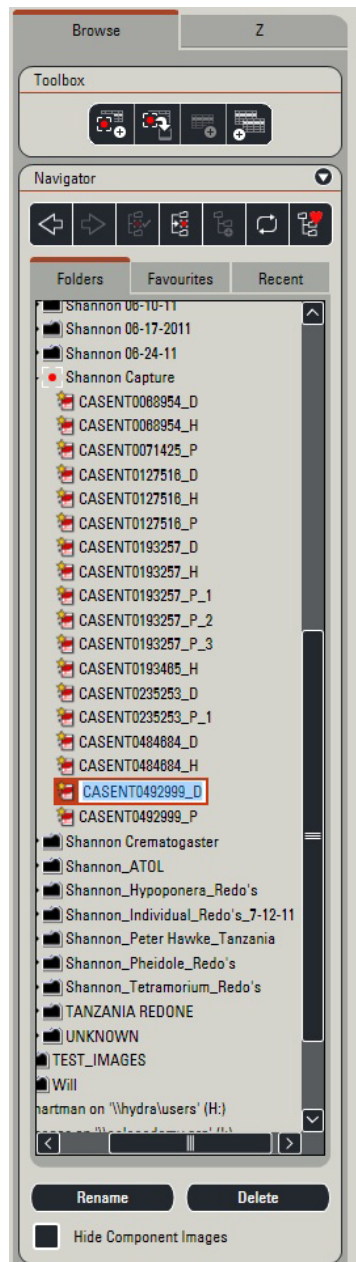 Browse Z
Toolbox
Navigator
Folders Favourites Recent
Shannon 06-10-11
Shannon 06-17-2011
Shannon 06-24-11
Shannon Capture
CASENT0068954_D
CASENT0068954_H
CASENT0071425_P
CASENT0127516_D
CASENT0127516_H
CASENT0127516_P
CASENT0193257_D
CASENT0193257_H
CASENT0193257_P_1
CASENT0193257_P_2
CASENT0193257_P_3
CASENT0193465_H
CASENT0235253_D
CASENT0235253_P_1
CASENT0484684_D
CASENT0484684_H
CASENT0492999_D
CASENT0492999_P
Shannon Crematogaster
Shannon_ATOL
Shannon_Hypoponera_Redo's
Shannon_Individual_Redo's_7-12-11
Shannon_Peter Hawke_Tanzania
Shannon_Pheidole_Redo's
Shannon_Tetramorium_Redo's
TANZANIA REDONE
UNKNOWN
TEST_IMAGES
Will
hartman on '\\hydra\users' (H:)
Rename Delete
Hide Component Images